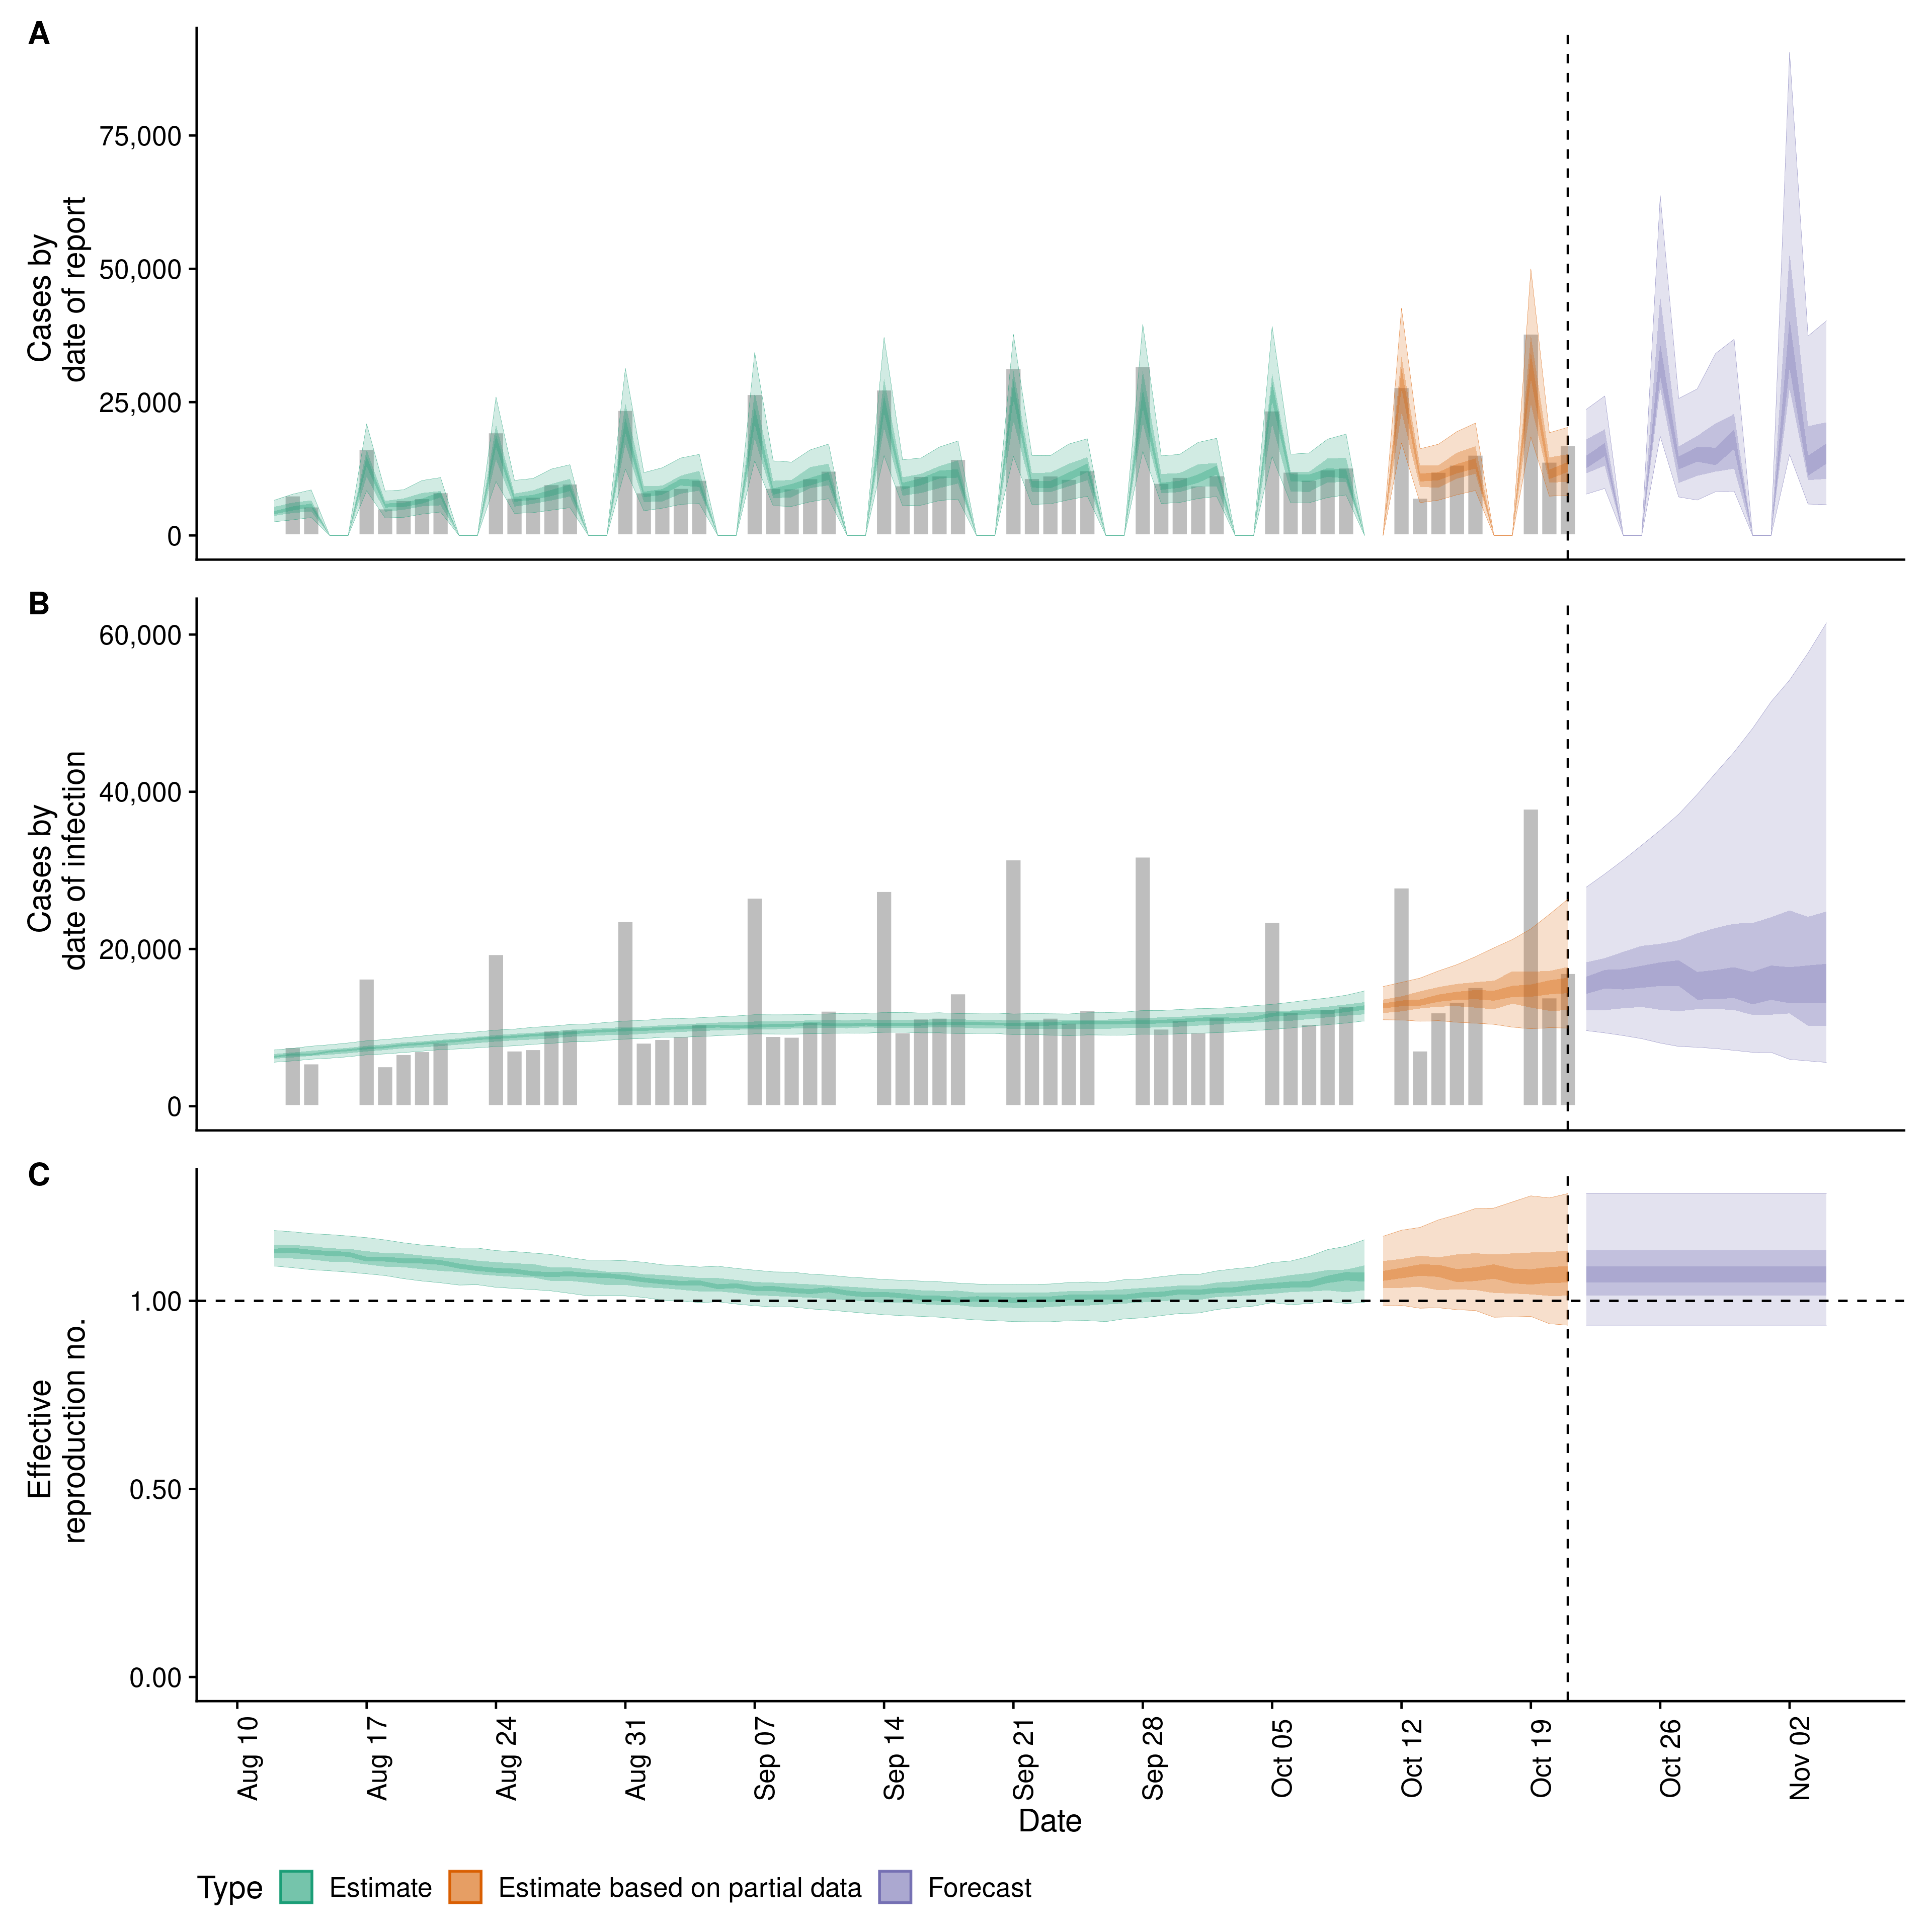 A
Cases by
date of report
75,000
50,000
25,000
0
B
Cases by
date of infection
60,000
40,000
20,000
0
C
Effective
reproduction no.
1.00
0.50
0.00
Aug 10
Aug 17
Aug 24
Aug 31
Sep 07
Sep 14
Sep 21
Sep 28
Oct 05
Oct 12
Oct 19
Oct 26
Nov 02
Date
Type Estimate Estimate based on partial data Forecast